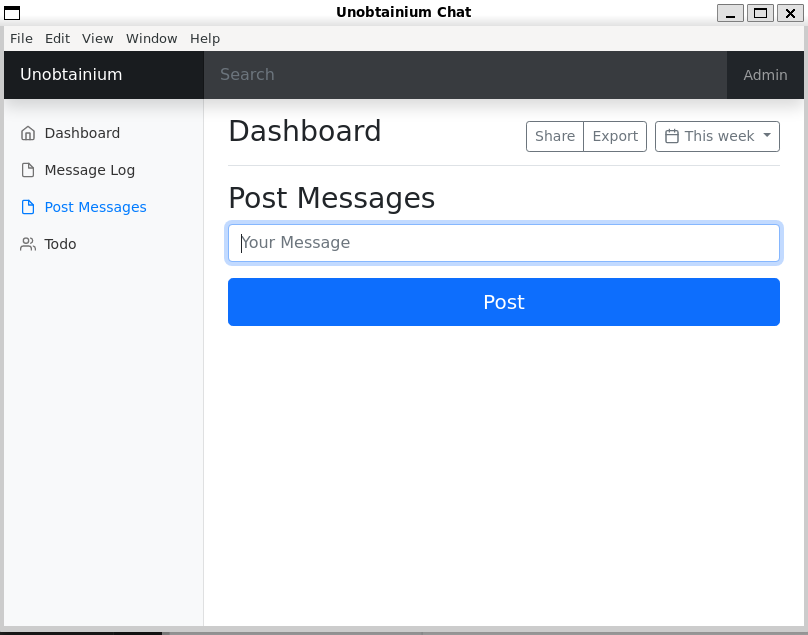 Unobtainium Chat
File Edit View Window Help
Unobtainium Search Admin
Dashboard
Message Log
Post Messages
Todo
Dashboard
Share Export This week
Post Messages
Your Message
Post